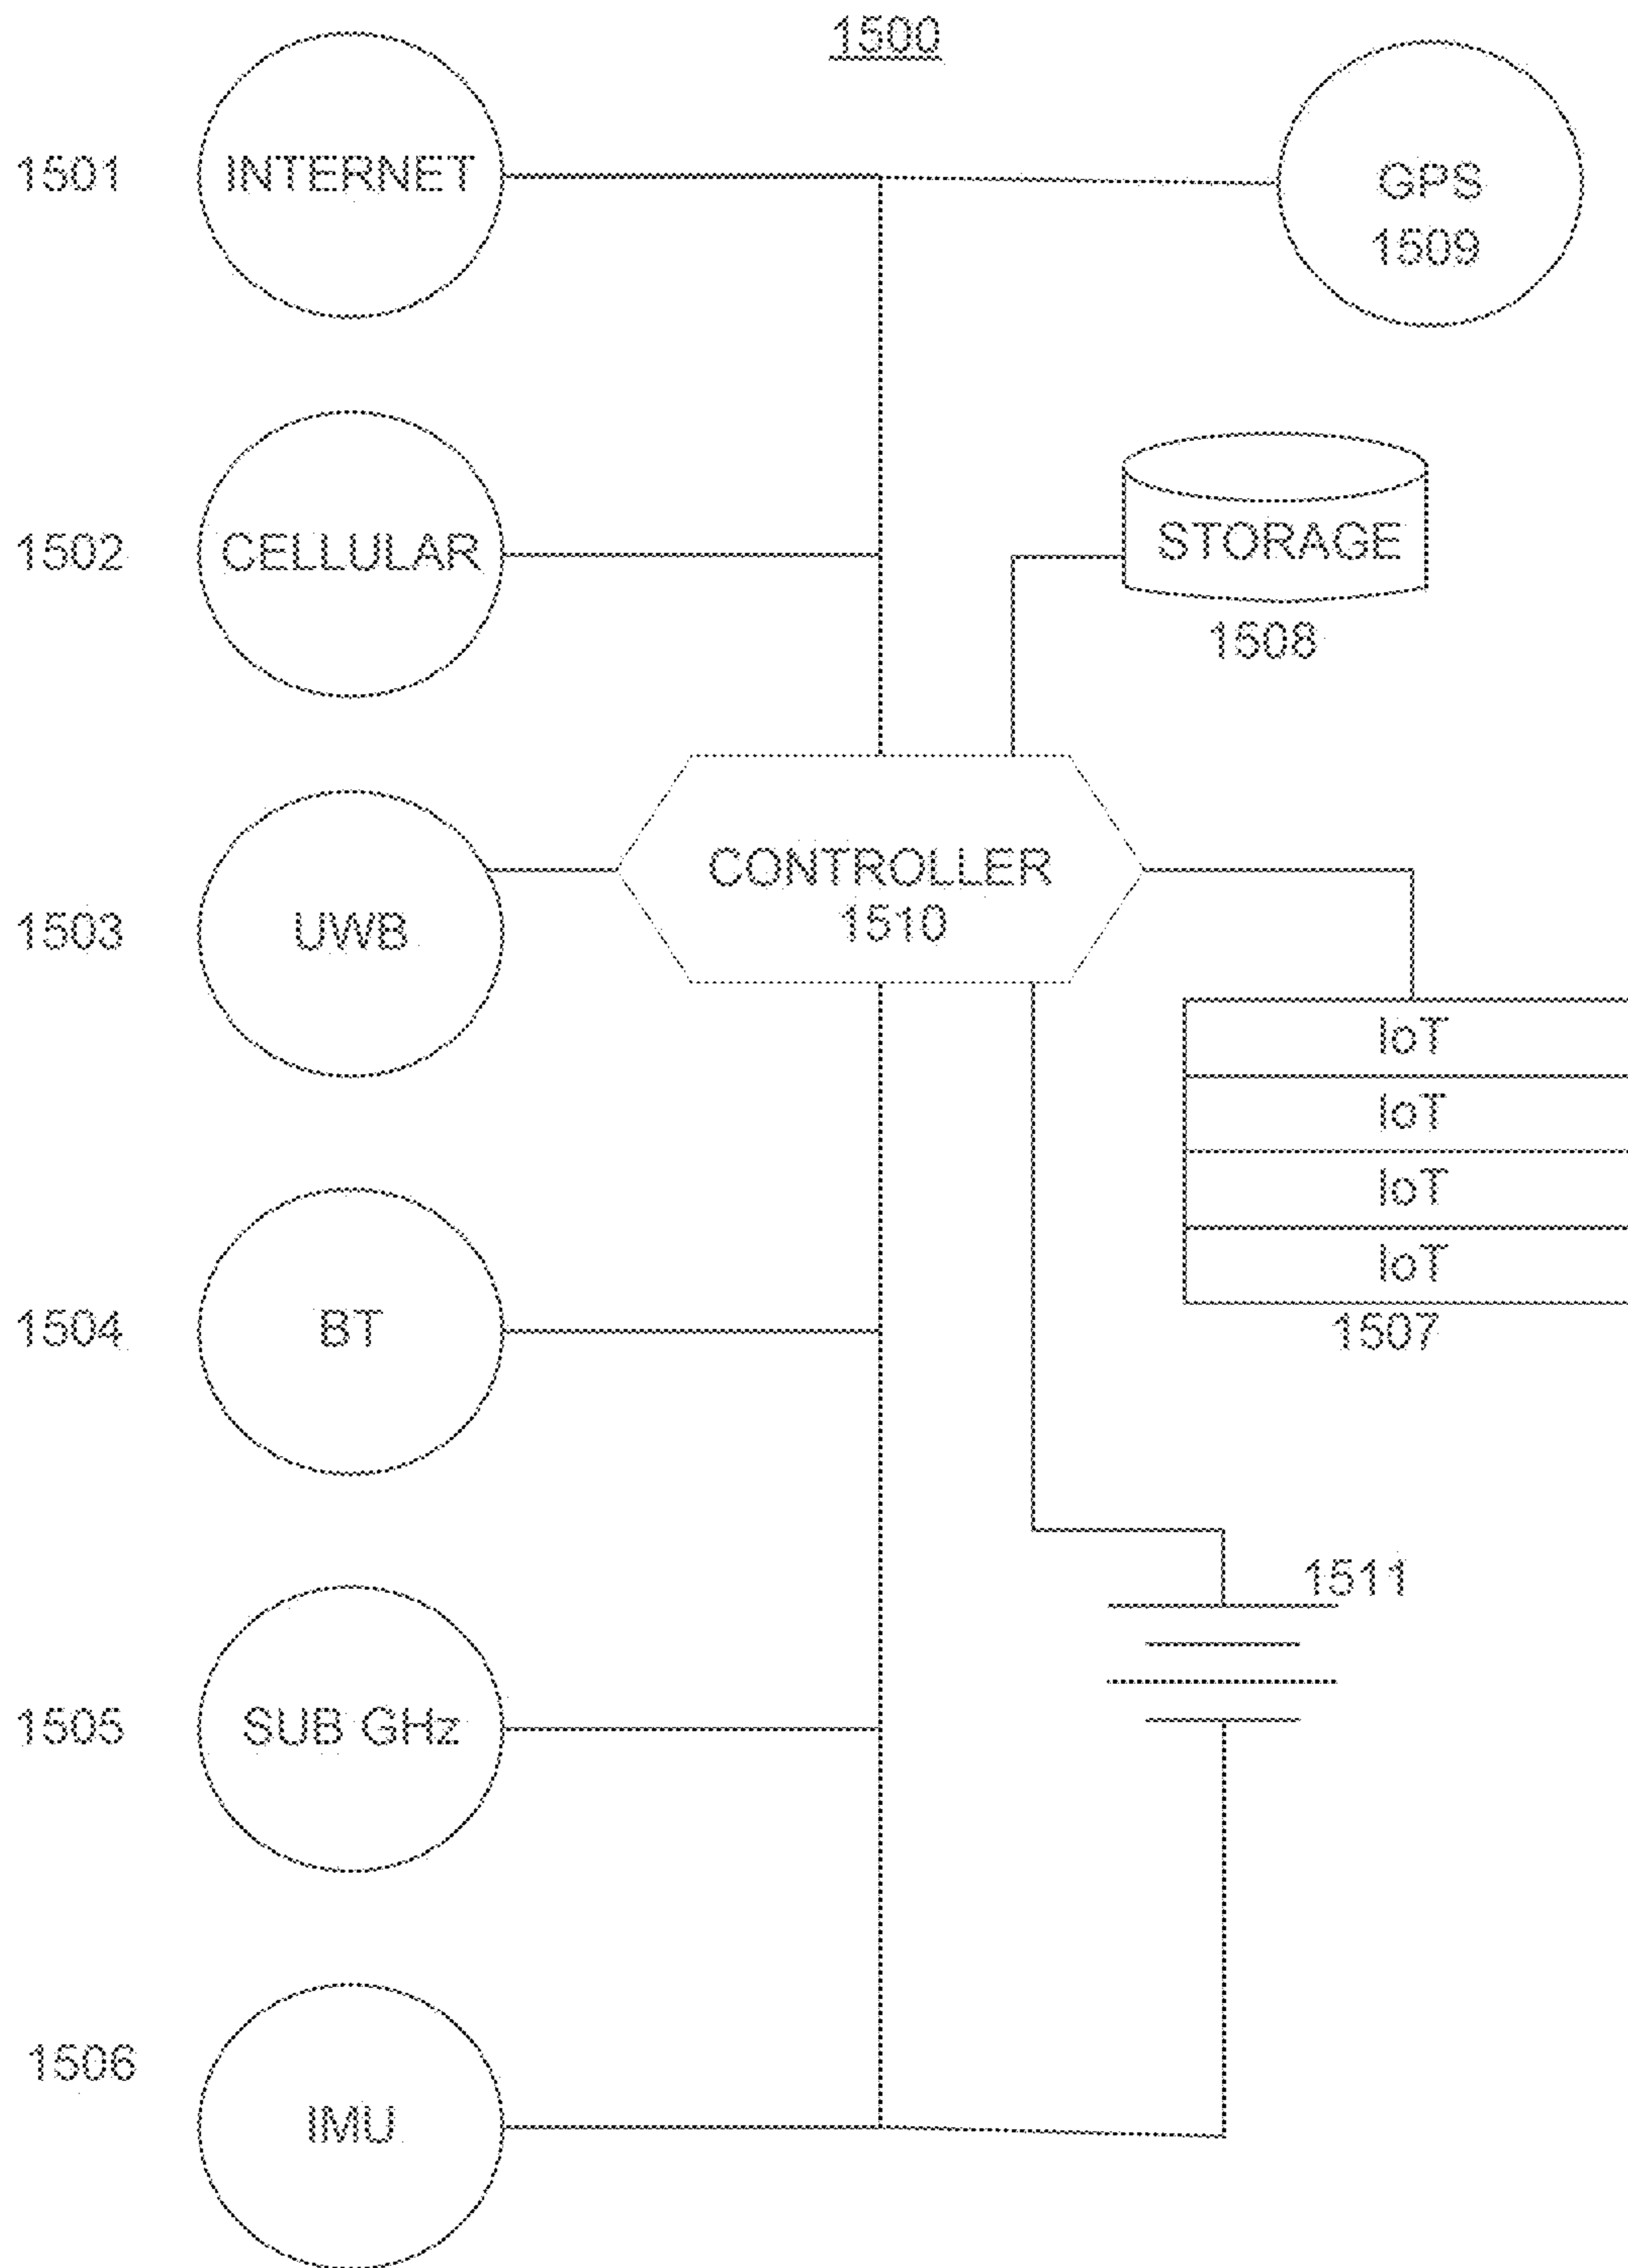 1500
1501
INTERNET
GPS
1509
1502
CELLULAR
STORAGE
1508
1503
UWB
CONTROLLER
1510
IoT
IoT
IoT
IoT
1507
1504
BT
1511
1505
SUB GHz
1506
IMU